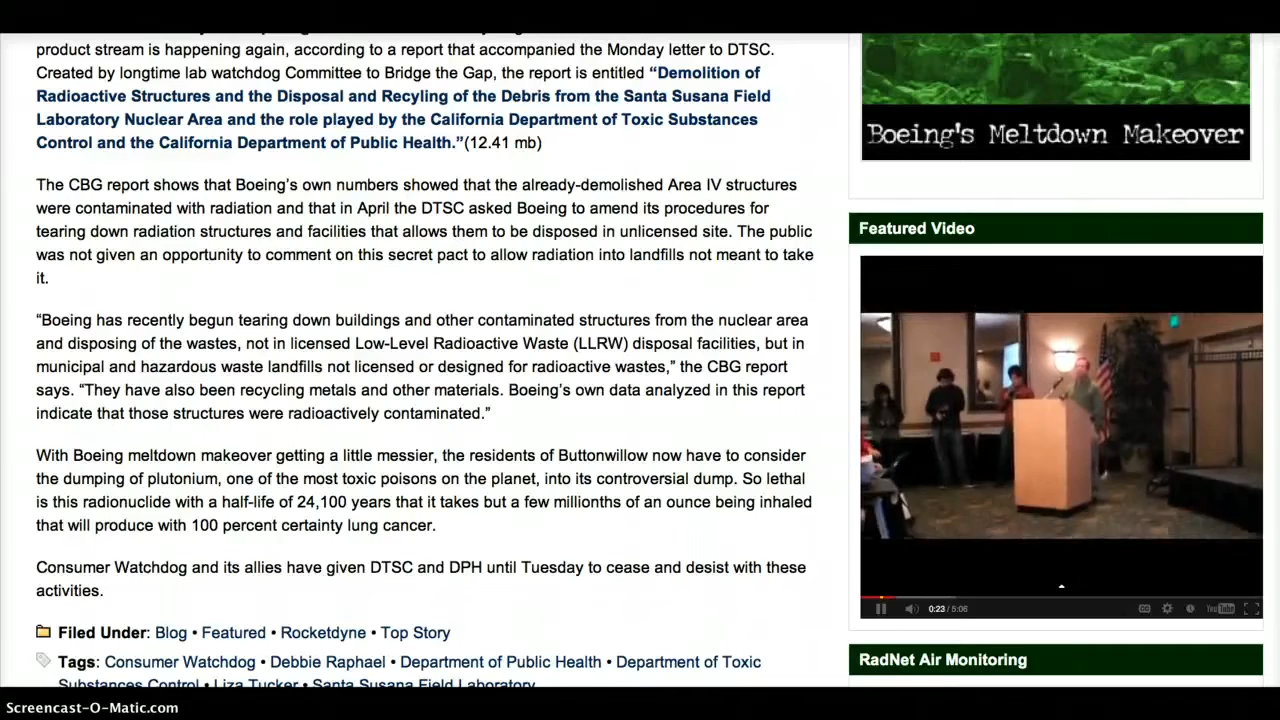 product stream is happening again, according to a report that accompanied the Monday letter to DTSC.
Created by longtime lab watchdog Committee to Bridge the Gap, the report is entitled “Demolition of
Radioactive Structures and the Disposal and Recyling of the Debris from the Santa Susana Field
Laboratory Nuclear Area and the role played by the California Department of Toxic Substances
Control and the California Department of Public Health.”(12.41 mb)
The CBG report shows that Boeing’s own numbers showed that the already-demolished Area IV structures
were contaminated with radiation and that in April the DTSC asked Boeing to amend its procedures for
tearing down radiation structures and facilities that allows them to be disposed in unlicensed site. The public
was not given an opportunity to comment on this secret pact to allow radiation into landfills not meant to take
it.
“Boeing has recently begun tearing down buildings and other contaminated structures from the nuclear area
and disposing of the wastes, not in licensed Low-Level Radioactive Waste (LLRW) disposal facilities, but in
municipal and hazardous waste landfills not licensed or designed for radioactive wastes,” the CBG report
says. “They have also been recycling metals and other materials. Boeing’s own data analyzed in this report
indicate that those structures were radioactively contaminated.”
With Boeing meltdown makeover getting a little messier, the residents of Buttonwillow now have to consider
the dumping of plutonium, one of the most toxic poisons on the planet, into its controversial dump. So lethal
is this radionuclide with a half-life of 24,100 years that it takes but a few millionths of an ounce being inhaled
that will produce with 100 percent certainty lung cancer.
Consumer Watchdog and its allies have given DTSC and DPH until Tuesday to cease and desist with these
activities.
Filed Under: Blog • Featured • Rocketdyne • Top Story
Tags: Consumer Watchdog • Debbie Raphael • Department of Public Health • Department of Toxic
Substances Control • Liza Tucker • Santa Susana Field Laboratory
Boeing's Meltdown Makeover
Featured Video
0:23 / 5:06
YouTube
RadNet Air Monitoring
Screencast-O-Matic.com